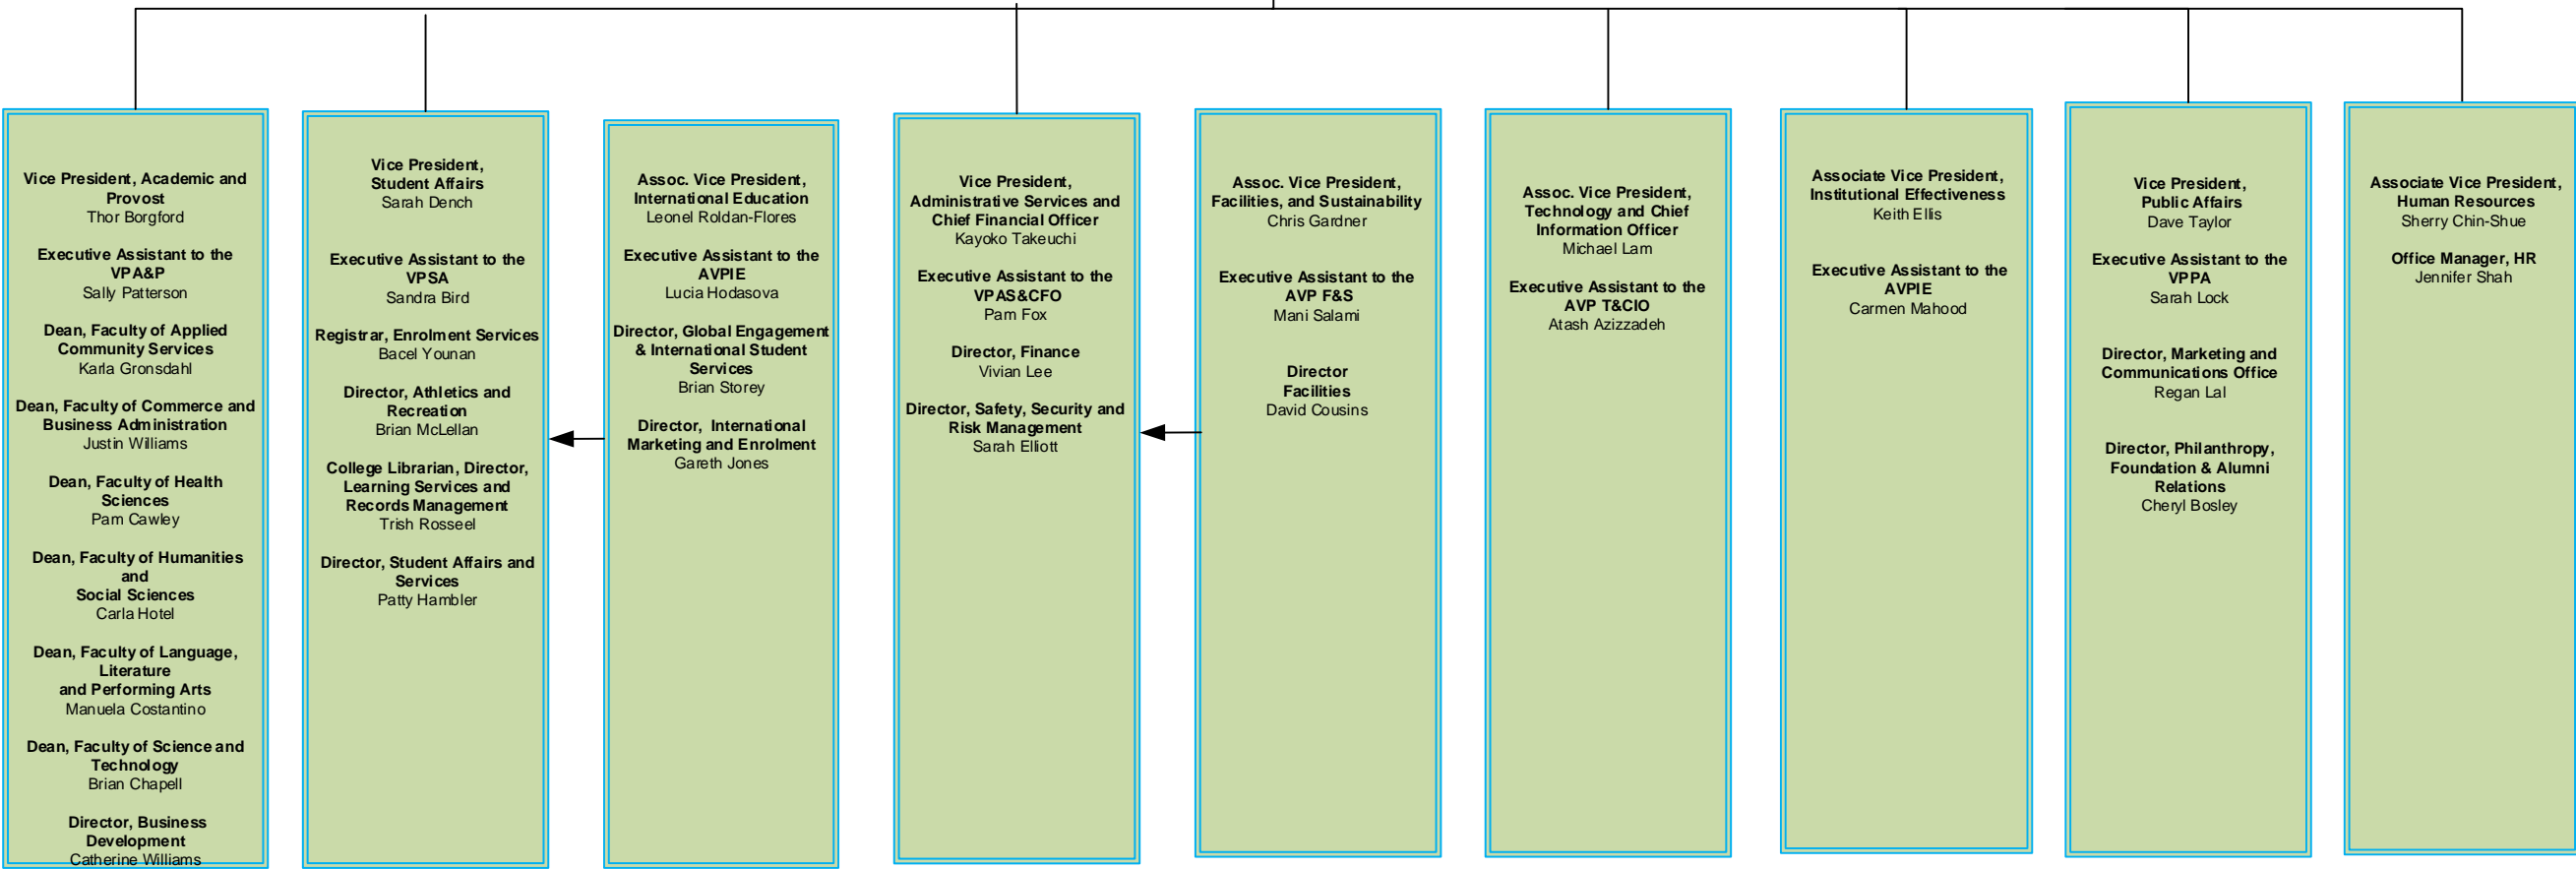 Vice President, Academic and
Provost
Thor Borgford
Executive Assistant to the
VPA&P
Sally Patterson
Dean, Faculty of Applied
Community Services
Karla Gronsdahl
Dean, Faculty of Commerce and
Business Administration
Justin Williams
Dean, Faculty of Health
Sciences
Pam Cawley
Dean, Faculty of Humanities
and
Social Sciences
Carla Hotel
Dean, Faculty of Language,
Literature
and Performing Arts
Manuela Costantino
Dean, Faculty of Science and
Technology
Brian Chapell
Director, Business
Development
Catherine Williams
Vice President,
Student Affairs
Sarah Dench
Executive Assistant to the
VPSA
Sandra Bird
Registrar, Enrolment Services
Bacel Younan
Director, Athletics and
Recreation
Brian McLellan
College Librarian, Director,
Learning Services and
Records Management
Trish Rosseel
Director, Student Affairs and
Services
Patty Hambler
Assoc. Vice President,
International Education
Leonel Roldan-Flores
Executive Assistant to the
AVPIE
Lucia Hodasova
Director, Global Engagement
& International Student
Services
Brian Storey
Director, International
Marketing and Enrolment
Gareth Jones
Vice President,
Administrative Services and
Chief Financial Officer
Kayoko Takeuchi
Executive Assistant to the
VPAS&CFO
Pam Fox
Director, Finance
Vivian Lee
Director, Safety, Security and
Risk Management
Sarah Elliott
Assoc. Vice President,
Facilities, and Sustainability
Chris Gardner
Executive Assistant to the
AVP F&S
Mani Salami
Director
Facilities
David Cousins
Assoc. Vice President,
Technology and Chief
Information Officer
Michael Lam
Executive Assistant to the
AVP T&CIO
Atash Azizzadeh
Associate Vice President,
Institutional Effectiveness
Keith Ellis
Executive Assistant to the
AVPIE
Carmen Mahood
Vice President,
Public Affairs
Dave Taylor
Executive Assistant to the
VPPA
Sarah Lock
Director, Marketing and
Communications Office
Regan Lal
Director, Philanthropy,
Foundation & Alumni
Relations
Cheryl Bosley
Associate Vice President,
Human Resources
Sherry Chin-Shue
Office Manager, HR
Jennifer Shah